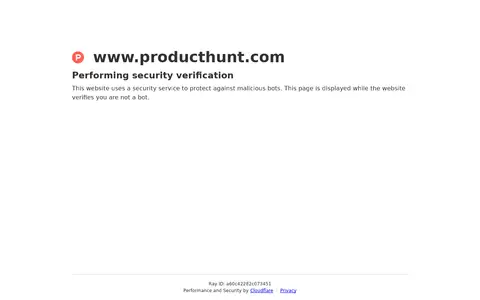 www.producthunt.com
Performing security verification
This website uses a security service to protect against malicious bots. This page is displayed while the website
verifies you are not a bot.
Ray ID: a60c42282c073451
Performance and Security by Cloudflare Privacy